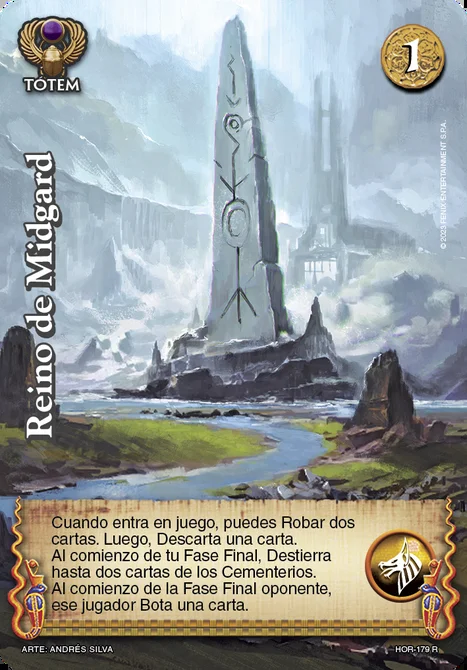 TÓTEM
1
Reino de Midgard
© 2023 FENIX ENTERTAINMENT S.P.A.
Cuando entra en juego, puedes Robar dos
cartas. Luego, Descarta una carta.
Al comienzo de tu Fase Final, Destierra
hasta dos cartas de los Cementerios.
Al comienzo de la Fase Final oponente,
ese jugador Bota una carta.
ARTE: ANDRÉS SILVA
HOR-179 R